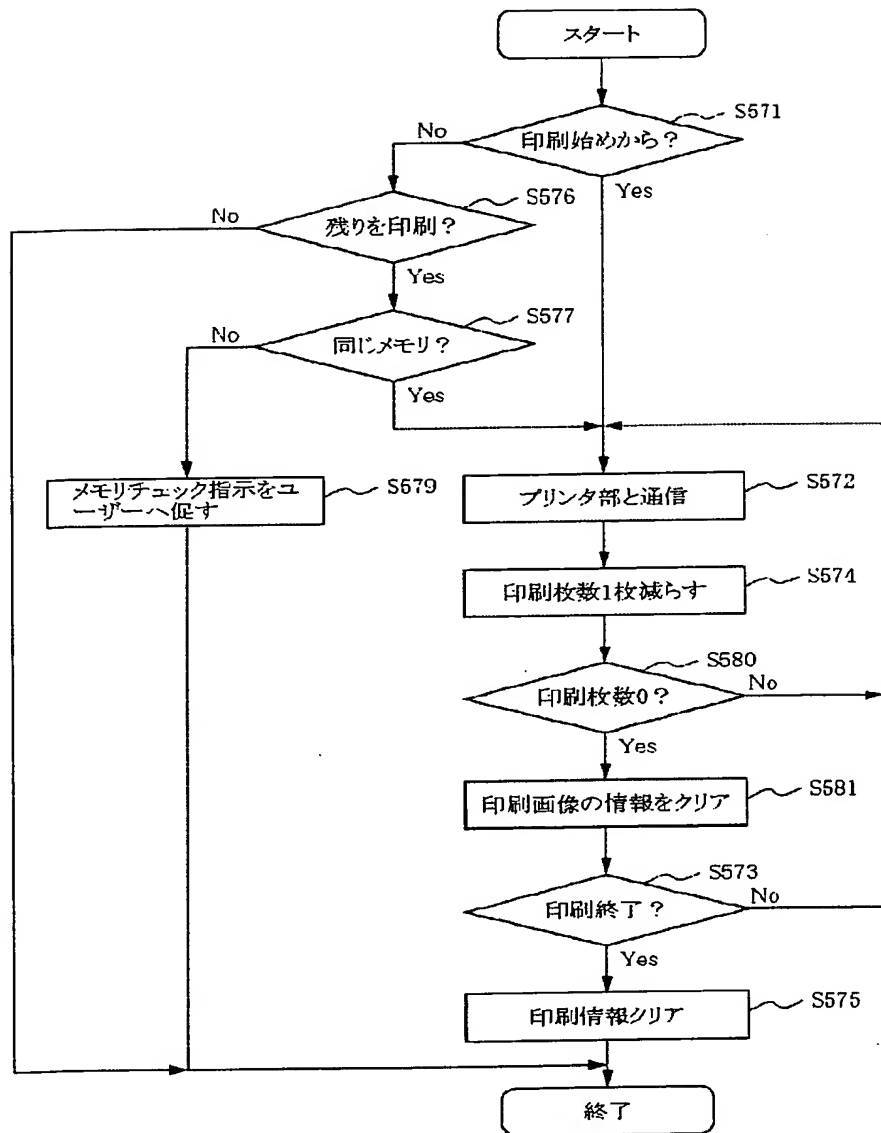 スタート
S571
印刷始めから？
No
Yes
S576
残りを印刷？
No
Yes
S577
同じメモリ？
No
Yes
メモリチェック指示をユ
ーザーへ促す
S579
プリンタ部と通信
S572
印刷枚数1枚減らす
S574
印刷枚数0？
S580
No
Yes
印刷画像の情報をクリア
S581
印刷終了？
S573
No
Yes
印刷情報クリア
S575
終了